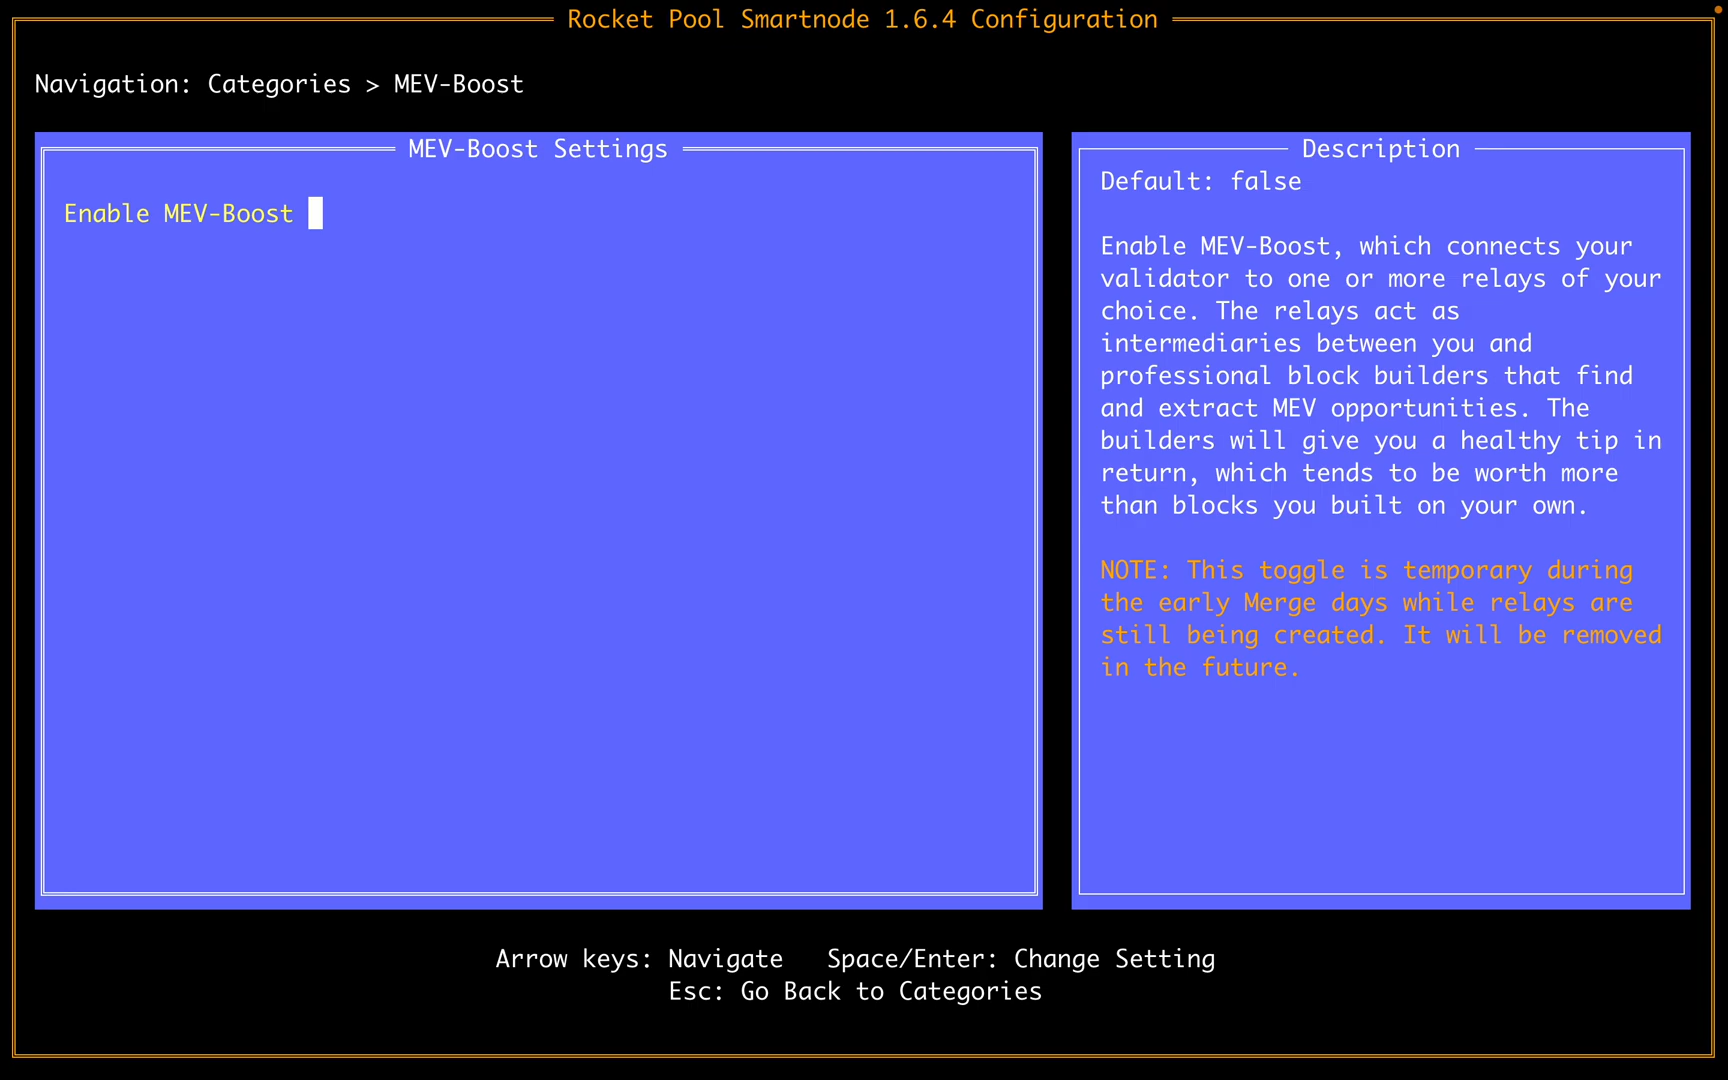 Rocket Pool Smartnode 1.6.4 Configuration
Navigation: Categories > MEV-Boost
MEV-Boost Settings
Enable MEV-Boost
Description
Default: false
Enable MEV-Boost, which connects your
validator to one or more relays of your
choice. The relays act as
intermediaries between you and
professional block builders that find
and extract MEV opportunities. The
builders will give you a healthy tip in
return, which tends to be worth more
than blocks you built on your own.
NOTE: This toggle is temporary during
the early Merge days while relays are
still being created. It will be removed
in the future.
Arrow keys: Navigate   Space/Enter: Change Setting
Esc: Go Back to Categories